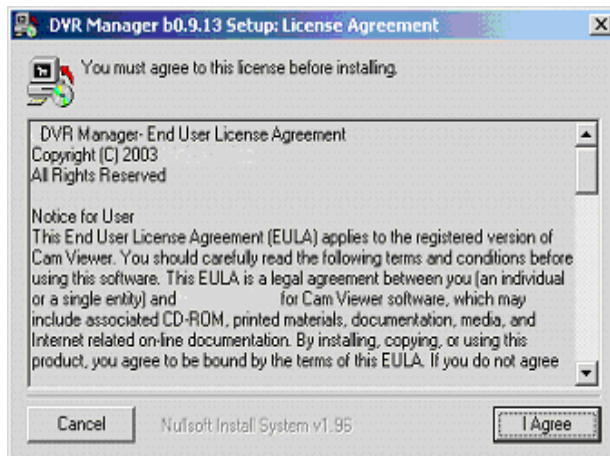 DVR Manager b0.9.13 Setup: License Agreement
You must agree to this license before installing.
DVR Manager- End User License Agreement
Copyright (C) 2003
All Rights Reserved
Notice for User
This End User License Agreement (EULA) applies to the registered version of
Cam Viewer. You should carefully read the following terms and conditions before
using this software. This EULA is a legal agreement between you (an individual
or a single entity) and for Cam Viewer software, which may
include associated CD-ROM, printed materials, documentation, media, and
Internet related on-line documentation. By installing, copying, or using this
product, you agree to be bound by the terms of this EULA. If you do not agree
Cancel Nullsoft Install System v1.96 I Agree